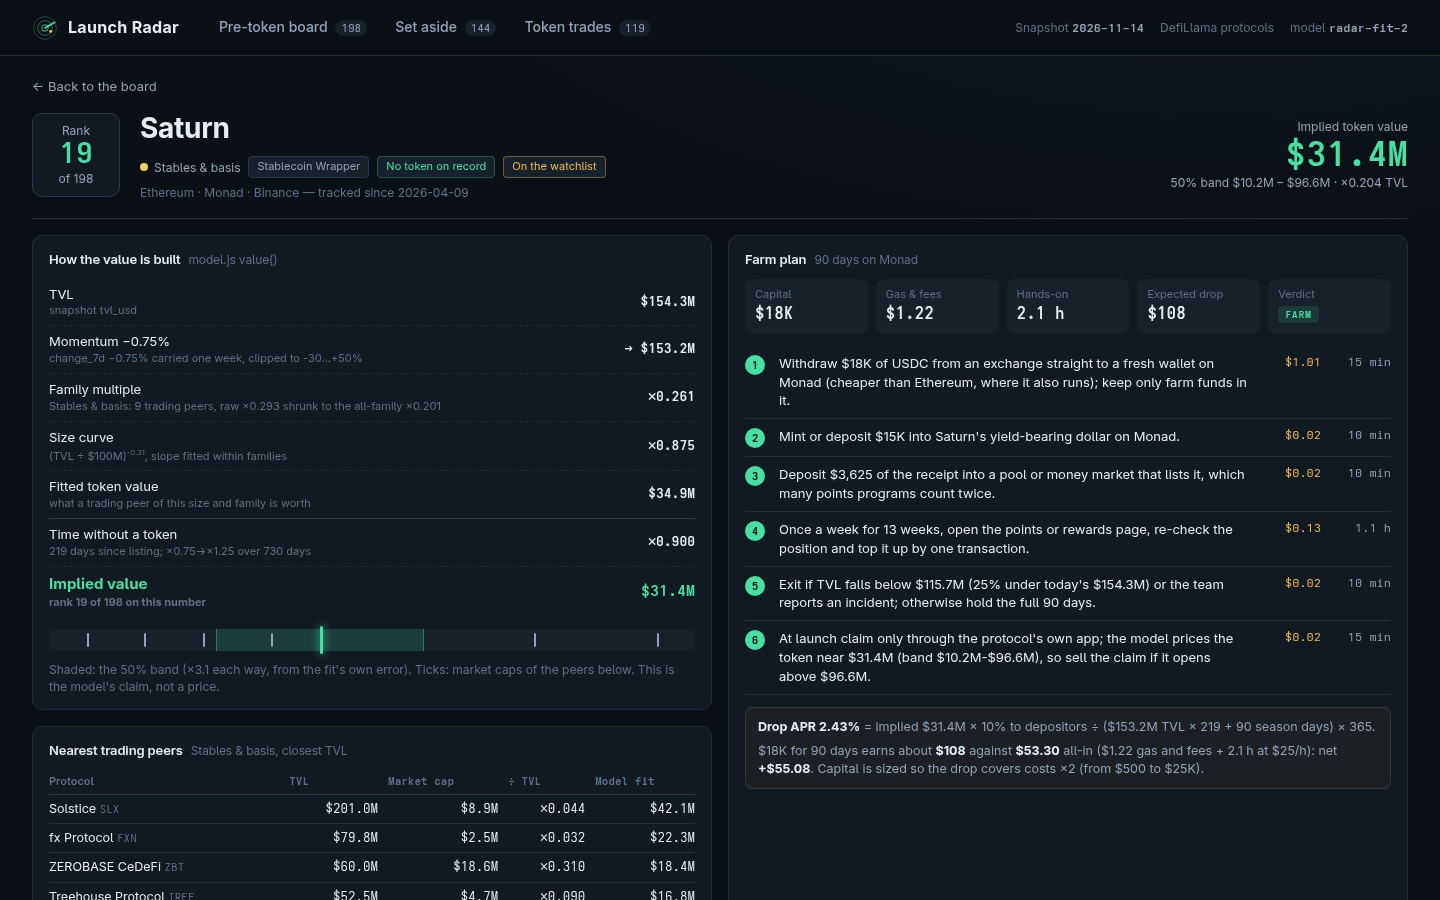 Launch Radar
Pre-token board 198
Set aside 144
Token trades 119
Snapshot 2026-11-14 DefiLlama protocols model radar-fit-2
← Back to the board
Rank
19
of 198
Saturn
Stables & basis Stablecoin Wrapper No token on record On the watchlist
Ethereum · Monad · Binance — tracked since 2026-04-09
Implied token value
$31.4M
50% band $10.2M – $96.6M · ×0.204 TVL
How the value is built model.js value()
TVL
snapshot tvl_usd
$154.3M
Momentum −0.75%
change_7d −0.75% carried one week, clipped to -30…+50%
→ $153.2M
Family multiple
Stables & basis: 9 trading peers, raw ×0.293 shrunk to the all-family ×0.201
×0.261
Size curve
(TVL ÷ $100M)^-0.31, slope fitted within families
×0.875
Fitted token value
what a trading peer of this size and family is worth
$34.9M
Time without a token
219 days since listing; ×0.75→×1.25 over 730 days
×0.900
Implied value
rank 19 of 198 on this number
$31.4M
Shaded: the 50% band (×3.1 each way, from the fit's own error). Ticks: market caps of the peers below. This is
the model's claim, not a price.
Nearest trading peers Stables & basis, closest TVL
Protocol TVL Market cap ÷ TVL Model fit
Solstice SLX $201.0M $8.9M ×0.044 $42.1M
fx Protocol FXN $79.8M $2.5M ×0.032 $22.3M
ZEROBASE CeDeFi ZBT $60.0M $18.6M ×0.310 $18.4M
Treehouse Protocol TREE $52.5M $4.7M ×0.090 $16.8M
Farm plan 90 days on Monad
Capital
$18K
Gas & fees
$1.22
Hands-on
2.1 h
Expected drop
$108
Verdict
FARM
1 Withdraw $18K of USDC from an exchange straight to a fresh wallet on
Monad (cheaper than Ethereum, where it also runs); keep only farm funds in
it.
$1.01 15 min
2 Mint or deposit $15K into Saturn's yield-bearing dollar on Monad.
$0.02 10 min
3 Deposit $3,625 of the receipt into a pool or money market that lists it, which
many points programs count twice.
$0.02 10 min
4 Once a week for 13 weeks, open the points or rewards page, re-check the
position and top it up by one transaction.
$0.13 1.1 h
5 Exit if TVL falls below $115.7M (25% under today's $154.3M) or the team
reports an incident; otherwise hold the full 90 days.
$0.02 10 min
6 At launch claim only through the protocol's own app; the model prices the
token near $31.4M (band $10.2M-$96.6M), so sell the claim if it opens
above $96.6M.
$0.02 15 min
Drop APR 2.43% = implied $31.4M × 10% to depositors ÷ ($153.2M TVL × 219 + 90 season days) × 365.
$18K for 90 days earns about $108 against $53.30 all-in ($1.22 gas and fees + 2.1 h at $25/h): net
+$55.08. Capital is sized so the drop covers costs ×2 (from $500 to $25K).